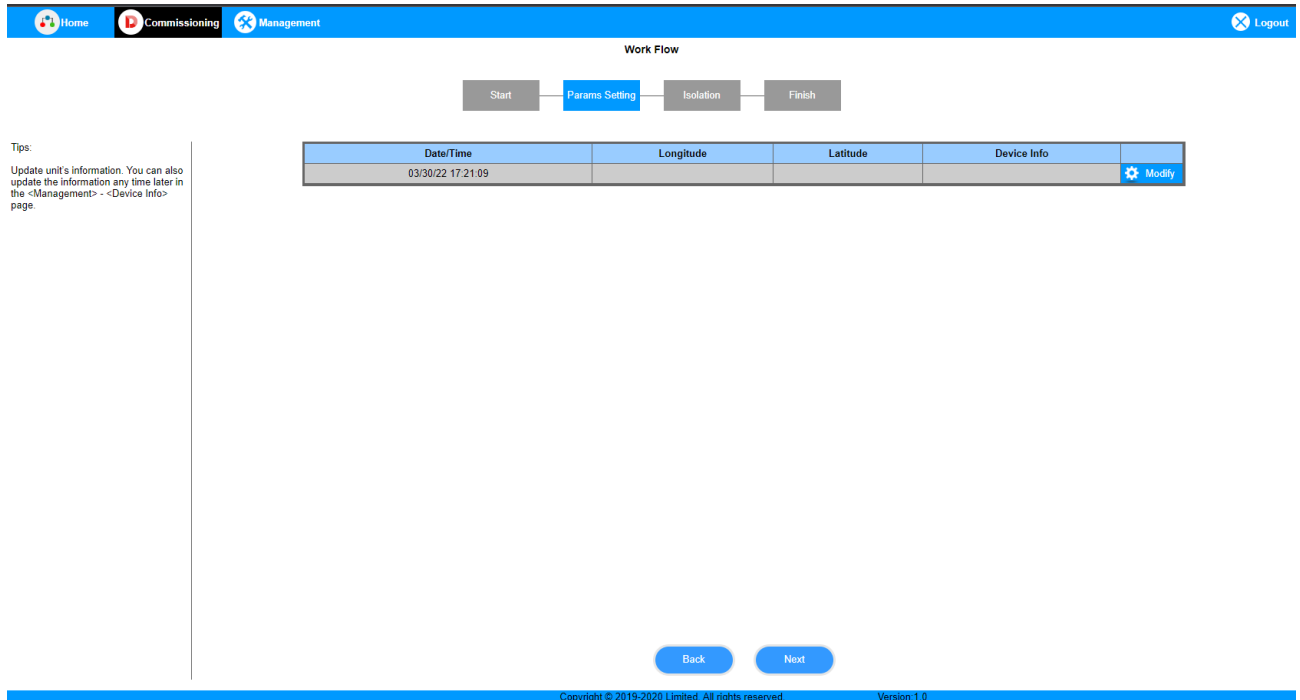 Home Commissioning Management Logout
Work Flow
Start Params Setting Isolation Finish
Tips:
Update unit's information. You can also
update the information any time later in
the <Management> - <Device Info>
page.
Date/Time Longitude Latitude Device Info
03/30/22 17:21:09 Modify
Back Next
Copyright © 2019-2020 Limited. All rights reserved. Version:1.0